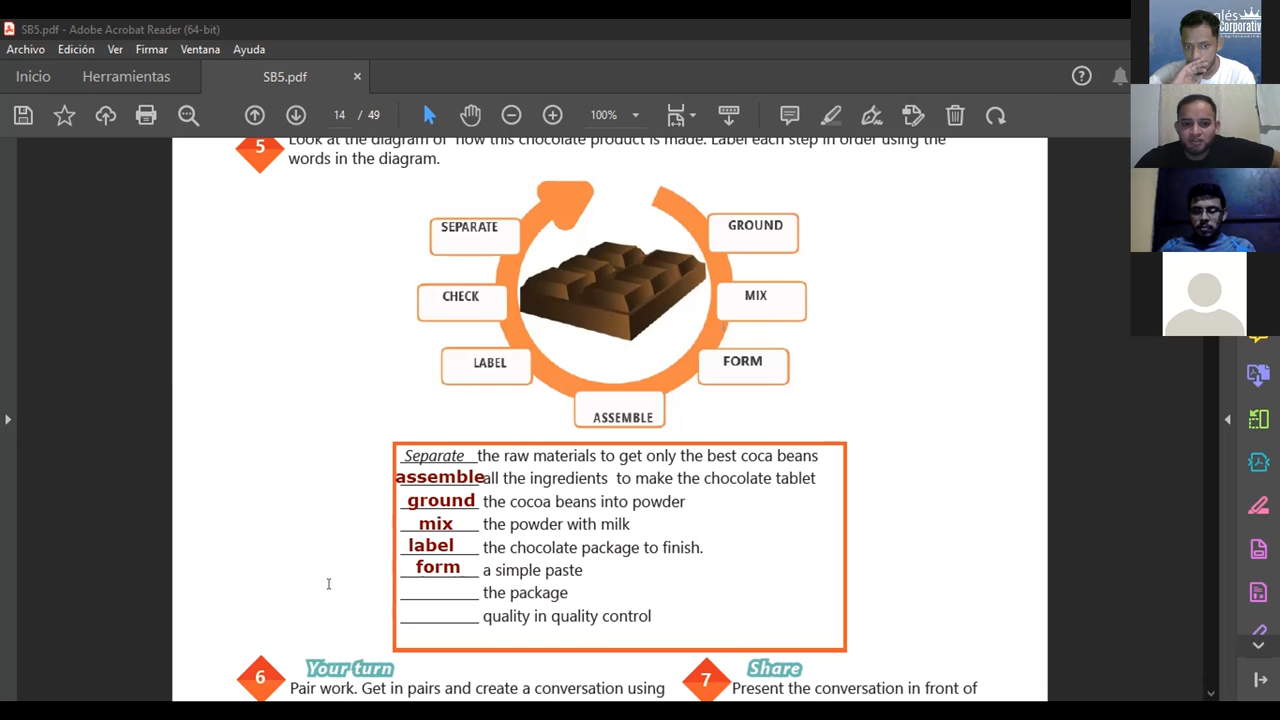 SB5.pdf - Adobe Acrobat Reader (64-bit)
Archivo Edición Ver Firmar Ventana Ayuda
Inicio Herramientas SB5.pdf ×
14 / 49 100%
glés
Corporativ
5 Look at the diagram of how this chocolate product is made. Label each step in order using the
words in the diagram.
SEPARATE
GROUND
CHECK
MIX
LABEL
FORM
ASSEMBLE
Separate the raw materials to get only the best coca beans
assemble all the ingredients to make the chocolate tablet
ground the cocoa beans into powder
mix the powder with milk
label the chocolate package to finish.
form a simple paste
________ the package
________ quality in quality control
6 Your turn
Pair work. Get in pairs and create a conversation using
7 Share
Present the conversation in front of